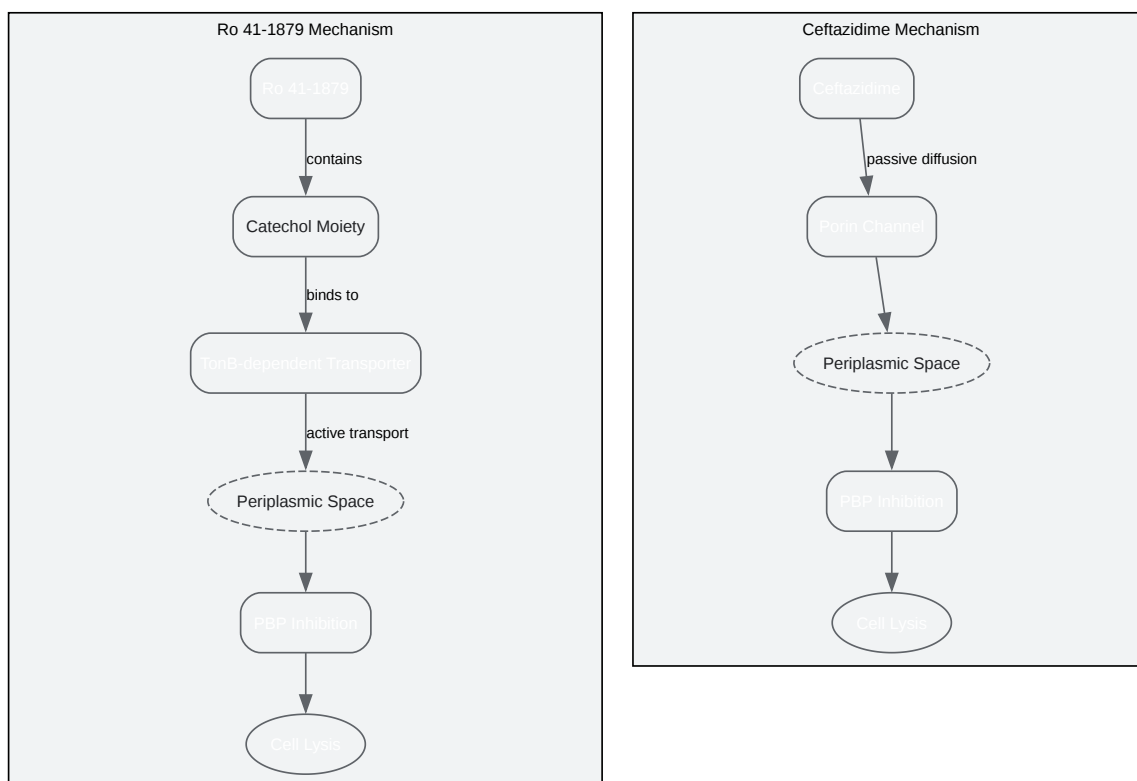 Ro 41-1879 Mechanism
Ro 41-1879
contains
Catechol Moiety
binds to
TonB-dependent Transporter
active transport
Periplasmic Space
PBP Inhibition
Cell Lysis
Ceftazidime Mechanism
Ceftazidime
passive diffusion
Porin Channel
Periplasmic Space
PBP Inhibition
Cell Lysis